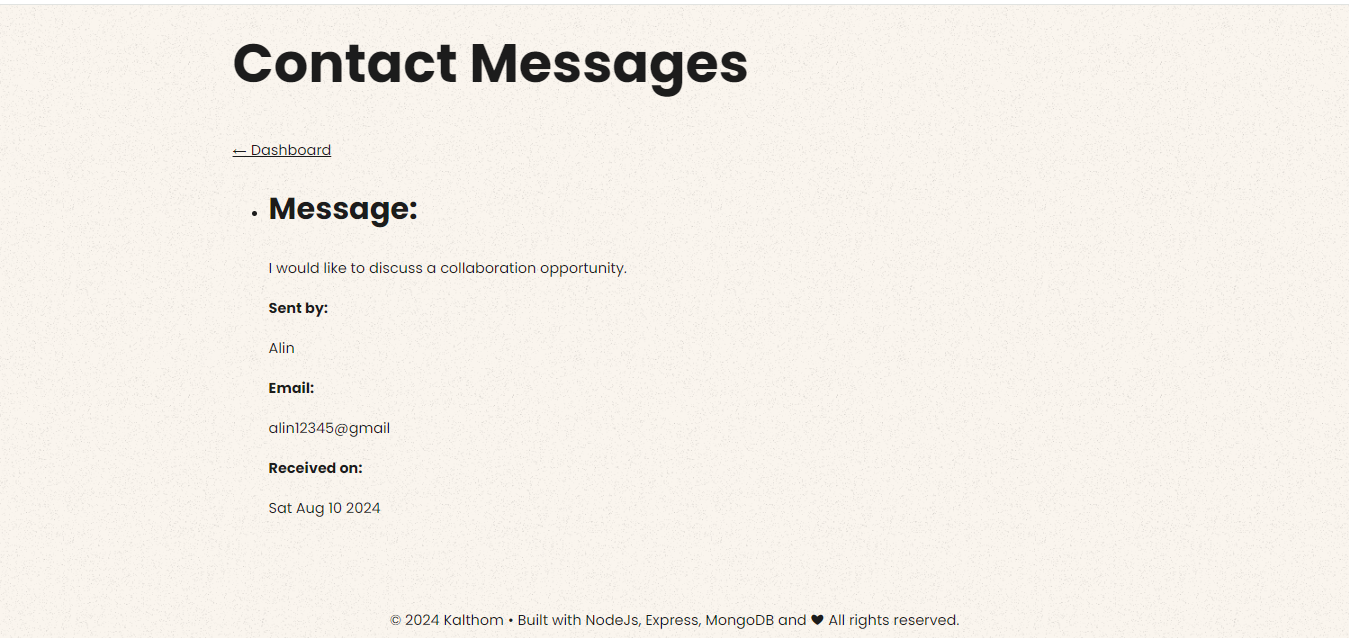 Contact Messages
← Dashboard
• Message:
I would like to discuss a collaboration opportunity.
Sent by:
Alin
Email:
alin12345@gmail
Received on:
Sat Aug 10 2024
© 2024 Kalthom • Built with NodeJs, Express, MongoDB and ♥ All rights reserved.